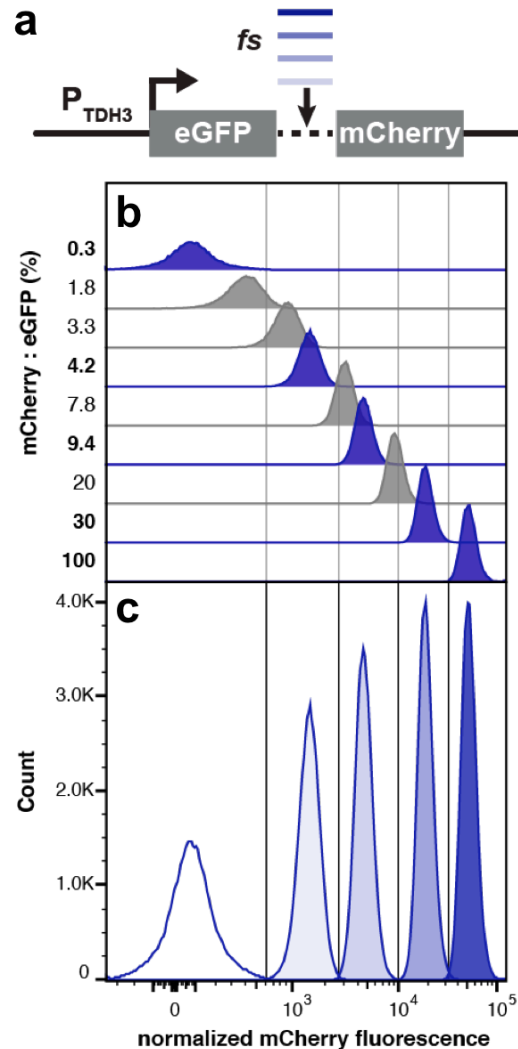 a
fs
P_TDH3
eGFP
mCherry
b
mCherry : eGFP (%)
0.3
1.8
3.3
4.2
7.8
9.4
20
30
100
c
Count
4.0K
3.0K
2.0K
1.0K
0
0 10³ 10⁴ 10⁵
normalized mCherry fluorescence